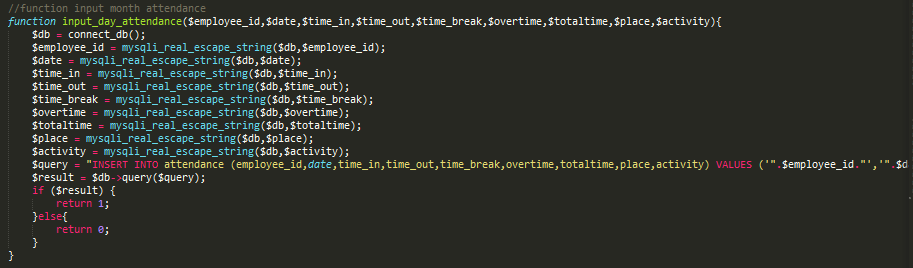 //function input month attendance
function input_day_attendance($employee_id,$date,$time_in,$time_out,$time_break,$overtime,$totaltime,$place,$activity){
$db = connect_db();
$employee_id = mysqli_real_escape_string($db,$employee_id);
$date = mysqli_real_escape_string($db,$date);
$time_in = mysqli_real_escape_string($db,$time_in);
$time_out = mysqli_real_escape_string($db,$time_out);
$time_break = mysqli_real_escape_string($db,$time_break);
$overtime = mysqli_real_escape_string($db,$overtime);
$totaltime = mysqli_real_escape_string($db,$totaltime);
$place = mysqli_real_escape_string($db,$place);
$activity = mysqli_real_escape_string($db,$activity);
$query = "INSERT INTO attendance (employee_id,date,time_in,time_out,time_break,overtime,totaltime,place,activity) VALUES ('".$employee_id."','".$d
$result = $db->query($query);
if ($result) {
return 1;
}else{
return 0;
}
}